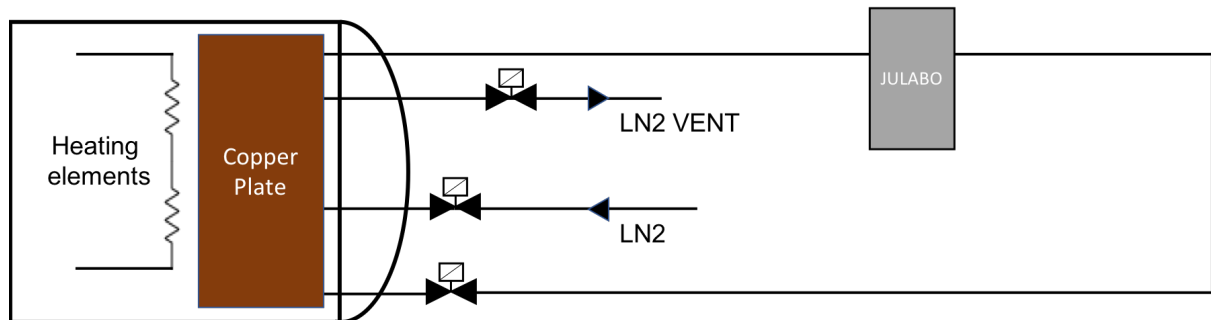 JULABO
LN2 VENT
Heating
elements
Copper
Plate
LN2